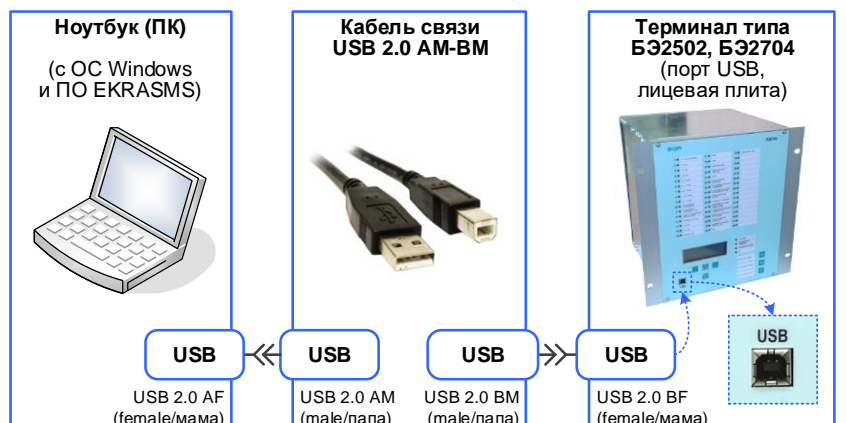 Ноутбук (ПК)
(с ОС Windows
и ПО EKRASMS)
Кабель связи
USB 2.0 AM-BM
Терминал типа
БЭ2502, БЭ2704
(порт USB,
лицевая плита)
USB
USB
USB
USB
USB
USB 2.0 AF
(female/мама)
USB 2.0 AM
(male/папа)
USB 2.0 BM
(male/папа)
USB 2.0 BF
(female/мама)